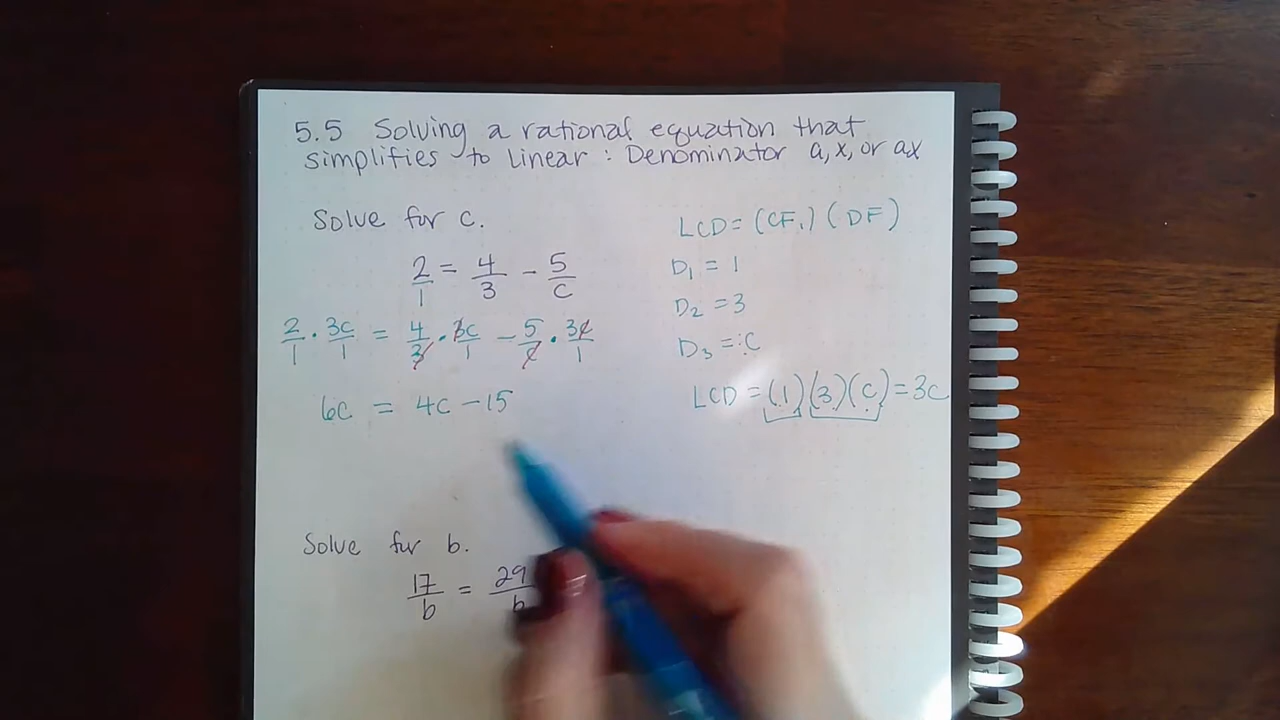 5.5 Solving a rational equation that
simplifies to linear : Denominator a, x, or ax
Solve for c.
2/1 = 4/3 - 5/c
2/1 · 3c/1 = 4/3 · 3c/1 - 5/c · 3c/1
6c = 4c - 15
LCD = (CF,) (DF)
D₁ = 1
D₂ = 3
D₃ = C
LCD = (1)(3)(c) = 3c
Solve for b.
17/b = 29/b